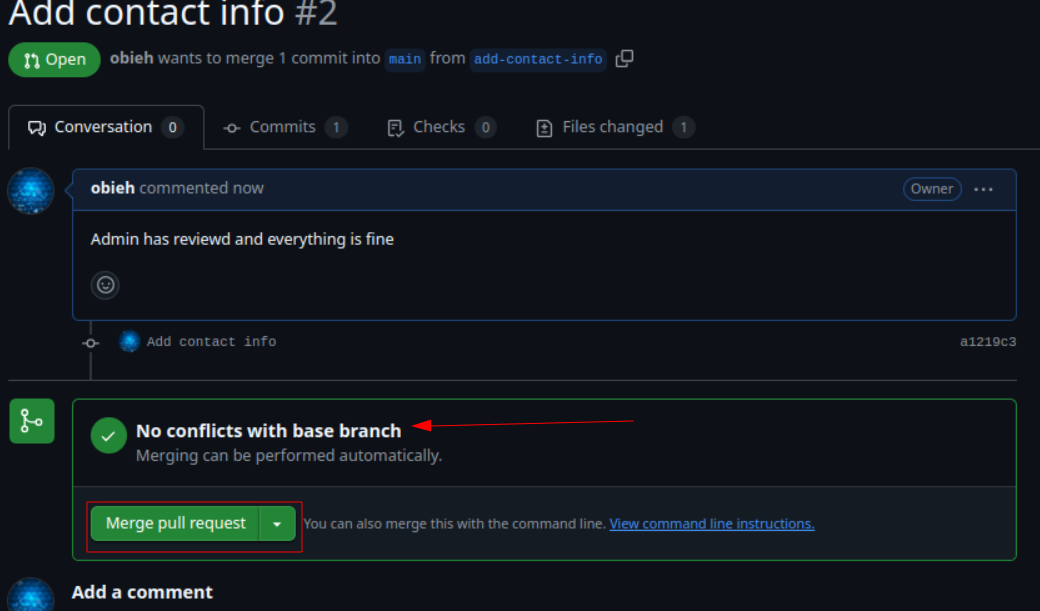 Add contact info #2
Open obieh wants to merge 1 commit into main from add-contact-info
Conversation 0 Commits 1 Checks 0 Files changed 1
obieh commented now Owner
Admin has reviewd and everything is fine
Add contact info a1219c3
No conflicts with base branch
Merging can be performed automatically.
Merge pull request You can also merge this with the command line. View command line instructions.
Add a comment